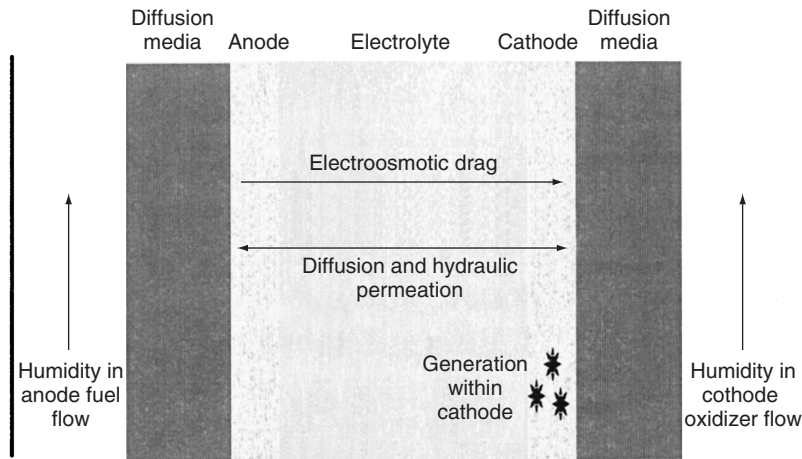 Diffusion media
Anode
Electrolyte
Cathode
Diffusion media
Electroosmotic drag
Diffusion and hydraulic
permeation
Generation
within
cathode
Humidity in
anode fuel
flow
Humidity in
cothode
oxidizer flow